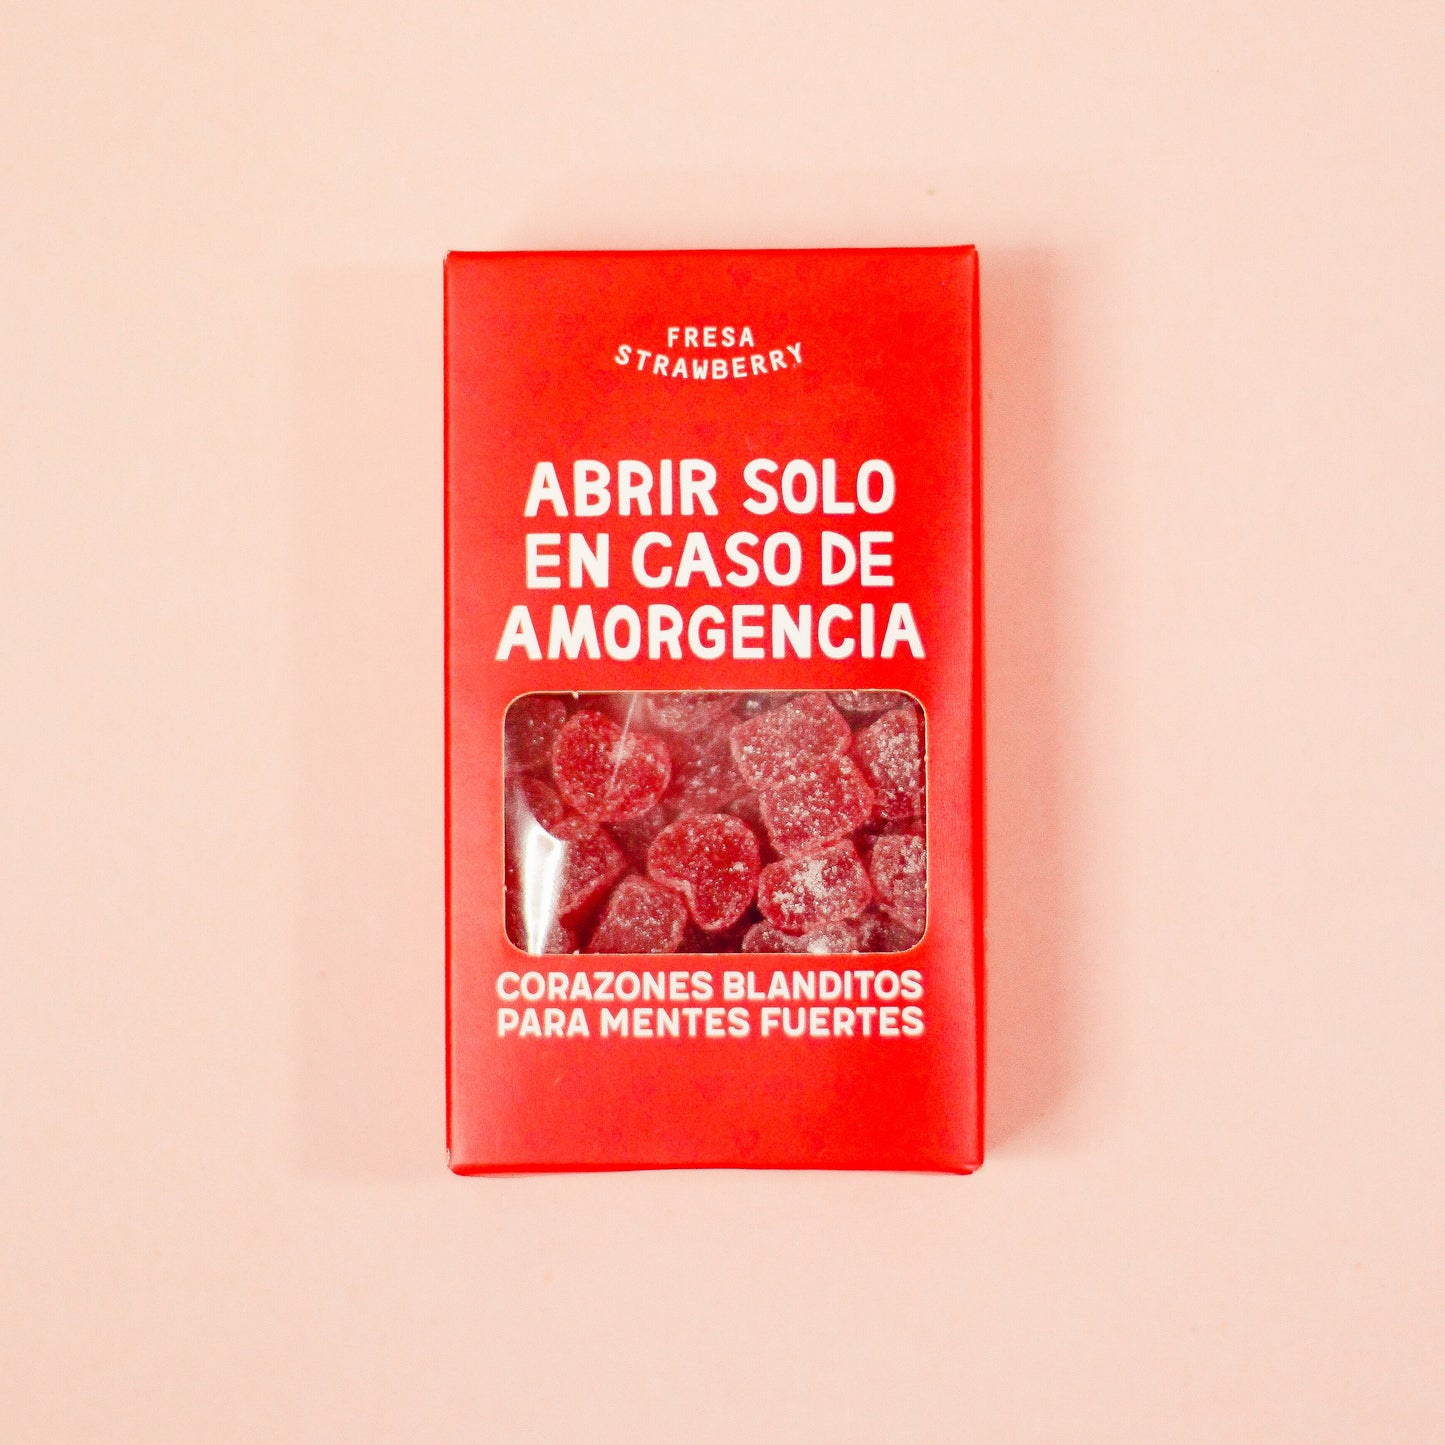 FRESA
STRAWBERRY
ABRIR SOLO
EN CASO DE
AMORGENCIA
CORAZONES BLANDITOS
PARA MENTES FUERTES